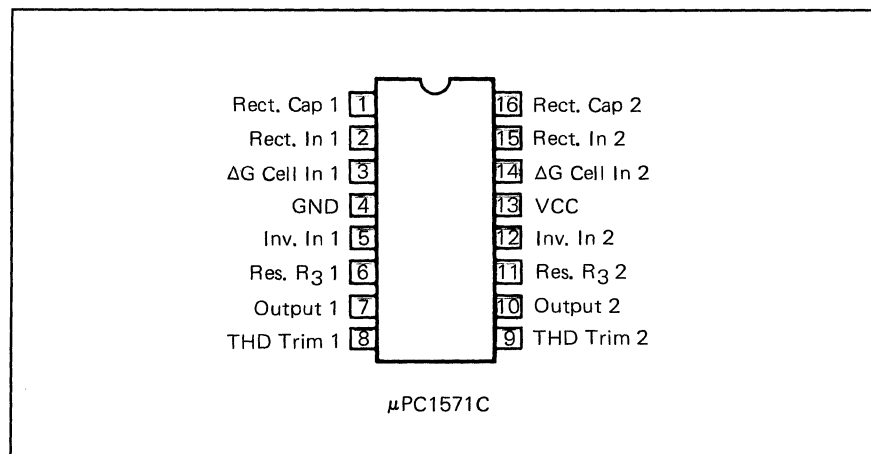 Rect. Cap 1 1 16 Rect. Cap 2
Rect. In 1 2 15 Rect. In 2
ΔG Cell In 1 3 14 ΔG Cell In 2
GND 4 13 VCC
Inv. In 1 5 12 Inv. In 2
Res. R3 1 6 11 Res. R3 2
Output 1 7 10 Output 2
THD Trim 1 8 9 THD Trim 2
μPC1571C